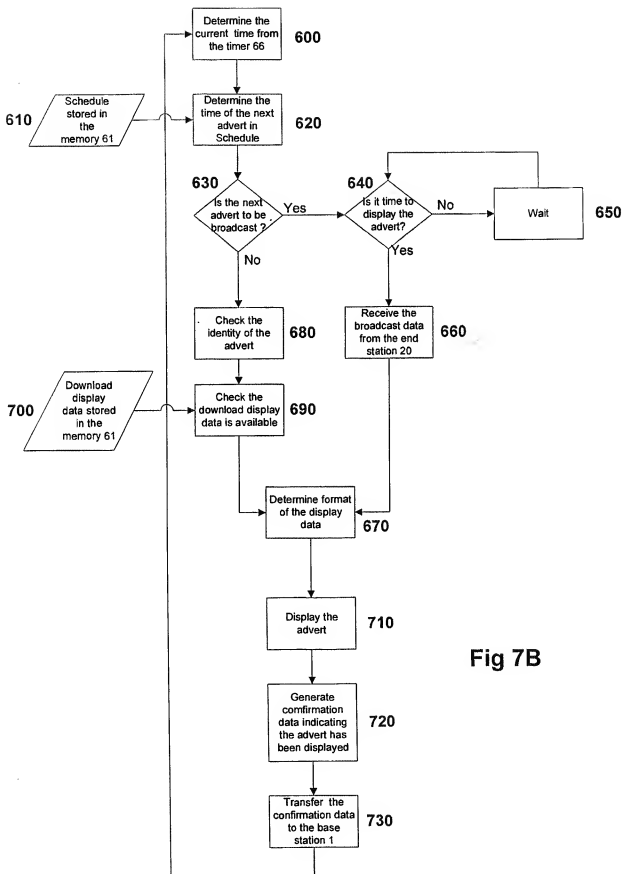 Determine the
current time from
the timer 66
600
610
Schedule
stored in
the
memory 61
Determine the
time of the next
advert in
Schedule
620
630
Is the next
advert to be
broadcast ?
Yes
No
640
Is it time to
display the
advert?
No
Yes
Wait
650
Check the
identity of the
advert
680
Receive the
broadcast data
from the end
station 20
660
700
Download
display
data stored
in the
memory 61
Check the
download display
data is available
690
Determine format
of the display
data
670
Display the
advert
710
Fig 7B
Generate
comfirmation
data indicating
the advert has
been displayed
720
Transfer the
confirmation data
to the base
station 1
730